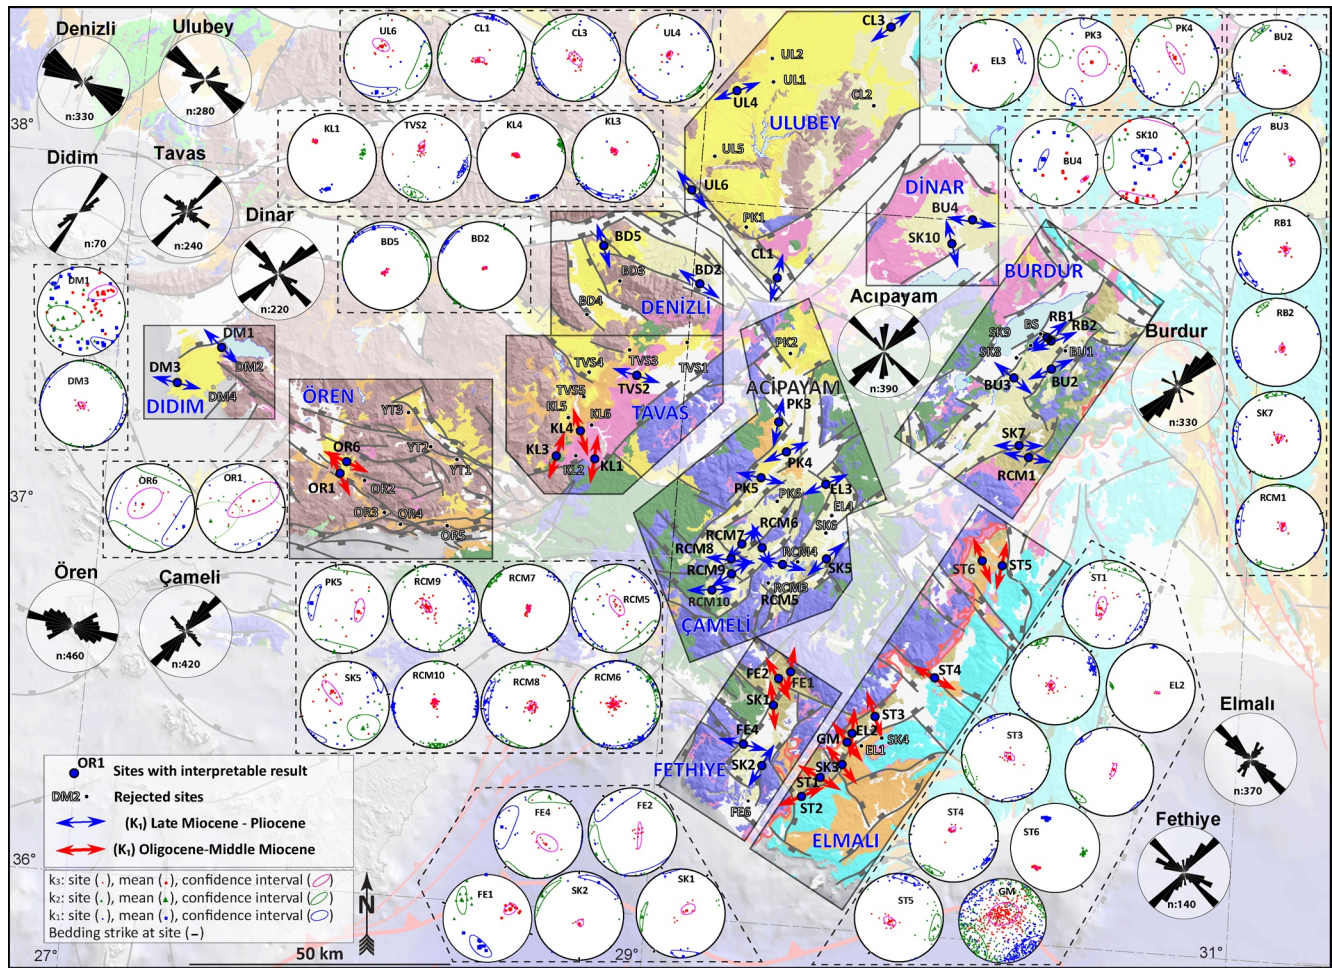 Denizli
n:330
Ulubey
n:280
Didim
n:70
Tavas
n:240
Dinar
n:220
38°
37°
36°
27°
29°
31°
UL6
CL1
CL3
UL4
KL1
TVS2
KL4
KL3
BD5
BD2
DM1
DM3
OR6
OR1
Ören
n:460
Çameli
n:420
PK5
RCM9
RCM7
RCM5
SK5
RCM10
RCM8
RCM6
CL3
UL2
UL1
UL4
CL2
ULUBEY
UL5
UL6
PK1
CL1
DİNAR
BU4
SK10
EL3
PK3
PK4
BU4
SK10
BU2
BU3
RB1
RB2
SK7
RCM1
BD5
BD3
BD2
BD4
DENİZLİ
DM1
DM2
DM3
DM4
DIDIM
ÖREN
YT3
YT2
YT1
OR6
OR1
OR2
OR3
OR4
OR5
TVS4
TVS3
TVS1
TVS2
TVS5
TAVAS
KL5
KL6
KL4
KL3
KL2
KL1
Acıpayam
n:390
PK2
ACİPAYAM
PK3
PK4
PK5
PK6
EL3
EL4
SK6
RCM6
RCM7
RCM8
RCM4
RCM9
SK5
RCM3
RCM10
RCM5
ÇAMELİ
BURDUR
SK9
BS
RB1
RB2
SK8
BU1
BU3
BU2
SK7
RCM1
Burdur
n:330
ST6
ST5
ST4
ST3
EL2
GM
SK4
EL1
SK3
ST1
ST2
ELMALI
FE2
FE1
SK1
FE4
SK2
FETHIYE
FE6
ST1
EL2
ST3
ST4
ST6
ST5
GM
FE4
FE2
FE1
SK2
SK1
Elmalı
n:370
Fethiye
n:140
OR1 Sites with interpretable result
DM2 Rejected sites
(K₁) Late Miocene - Pliocene
(K₁) Oligocene-Middle Miocene
k₃: site ( . ), mean ( . ), confidence interval ( )
k₂: site ( . ), mean ( ), confidence interval ( )
k₁: site ( . ), mean ( ), confidence interval ( )
Bedding strike at site ( – )
N
50 km